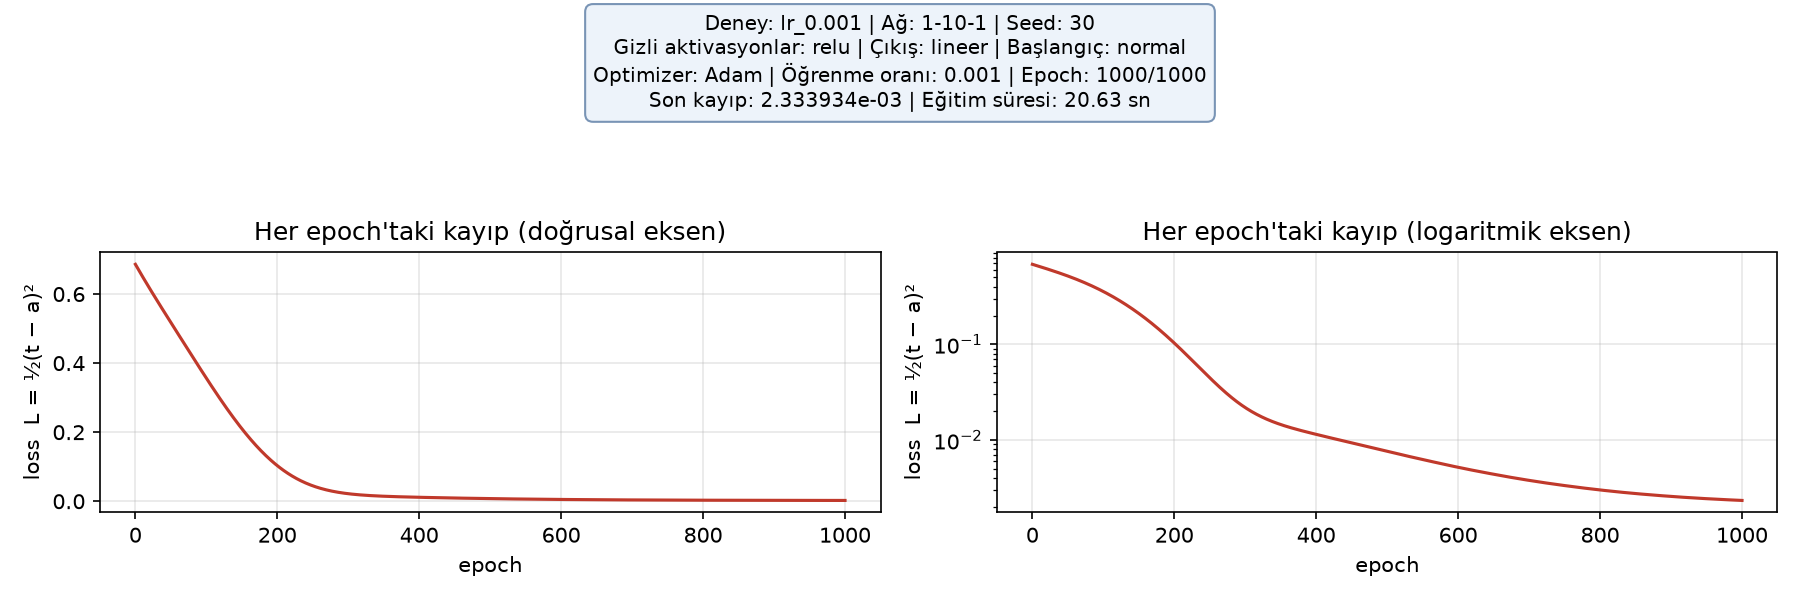 Deney: lr_0.001 | Ağ: 1-10-1 | Seed: 30
Gizli aktivasyonlar: relu | Çıkış: lineer | Başlangıç: normal
Optimizer: Adam | Öğrenme oranı: 0.001 | Epoch: 1000/1000
Son kayıp: 2.333934e-03 | Eğitim süresi: 20.63 sn
Her epoch'taki kayıp (doğrusal eksen)
loss L = ½(t − a)²
0.6
0.4
0.2
0.0
0 200 400 600 800 1000
epoch
Her epoch'taki kayıp (logaritmik eksen)
loss L = ½(t − a)²
10⁻¹
10⁻²
0 200 400 600 800 1000
epoch